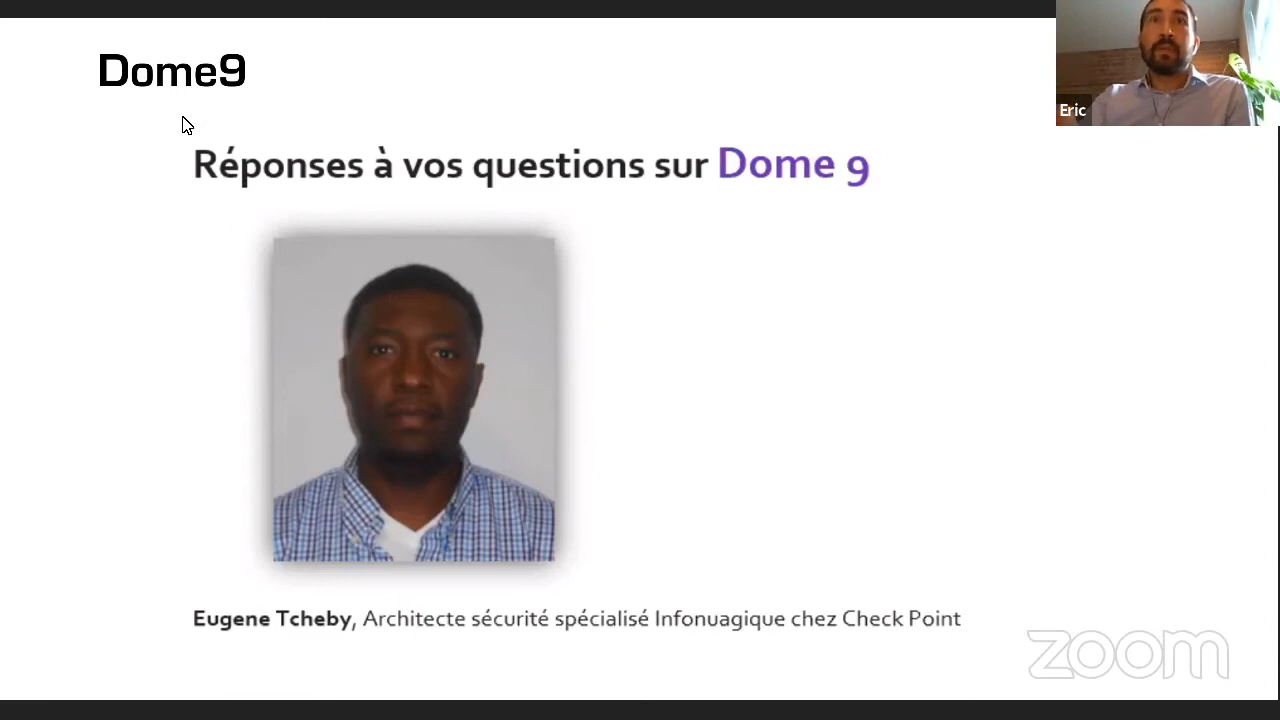 Dome9
Eric
Réponses à vos questions sur Dome 9
Eugene Tcheby, Architecte sécurité spécialisé Infonuagique chez Check Point
zoom